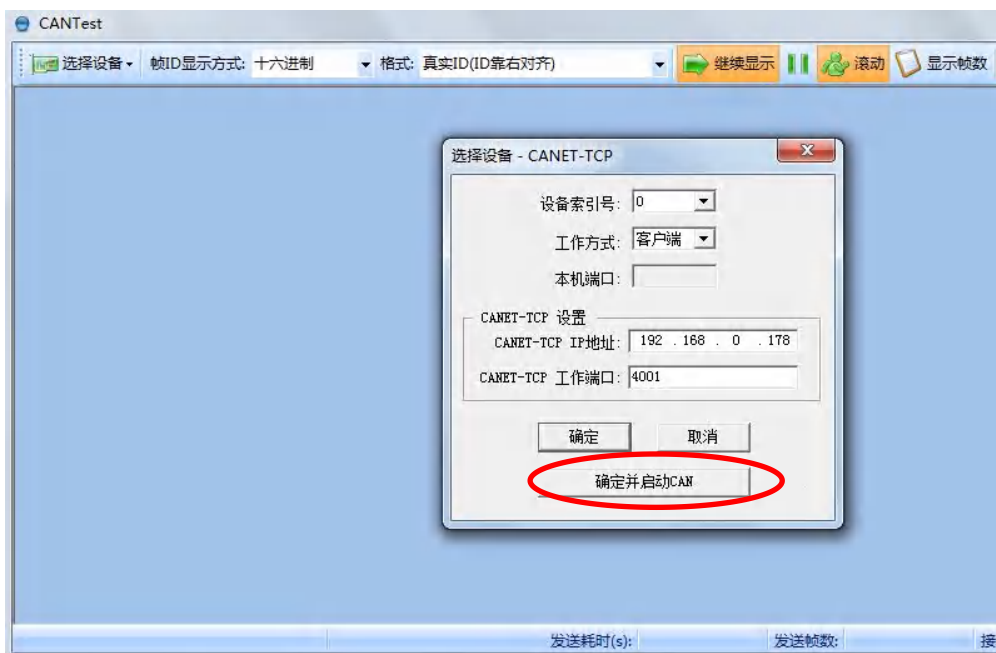 CANTest
选择设备 帧ID显示方式: 十六进制 格式: 真实ID(ID靠右对齐) 继续显示 滚动 显示帧数
选择设备 - CANET-TCP
设备索引号: 0
工作方式: 客户端
本机端口:
CANET-TCP 设置
CANET-TCP IP地址: 192 . 168 . 0 . 178
CANET-TCP 工作端口: 4001
确定 取消
确定并启动CAN
发送耗时(s): 发送帧数: 接